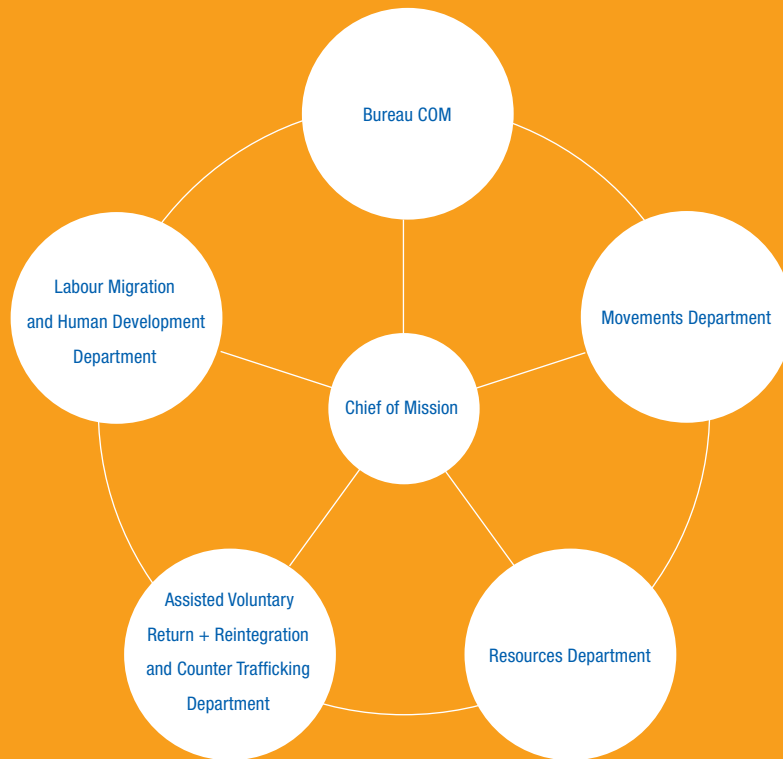 Bureau COM
Labour Migration
and Human Development
Department
Movements Department
Chief of Mission
Assisted Voluntary
Return + Reintegration
and Counter Trafficking
Department
Resources Department